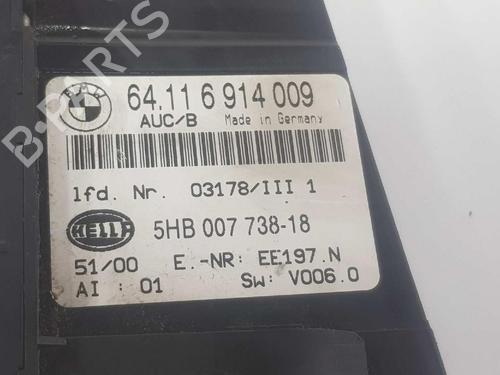 BMW 64.11 6 914 009
AUC/B Made in Germany
lfd. Nr. 03178/III 1
HELLA 5HB 007 738-18
51/00 E.-NR: EE197.N
AI : 01 Sw: V006.0
B-PARTS